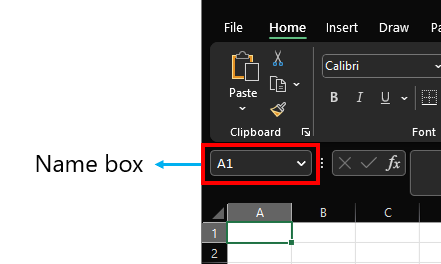 File Home Insert Draw Pa
Calibri
Paste
B I U
Clipboard
Font
Name box
A1
fx
A B C
1
2